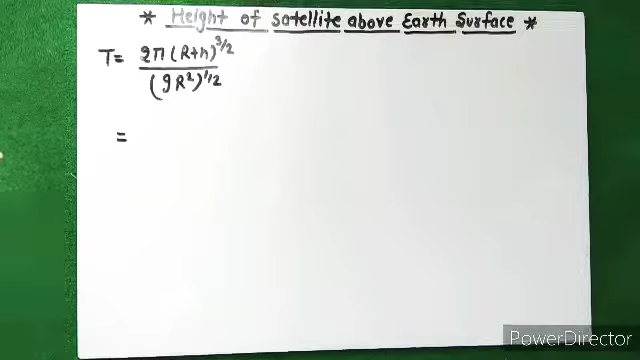 * Height of satellite above Earth Surface *
T= 2π(R+h)^3/2 / (gR²)^1/2
=
PowerDirector